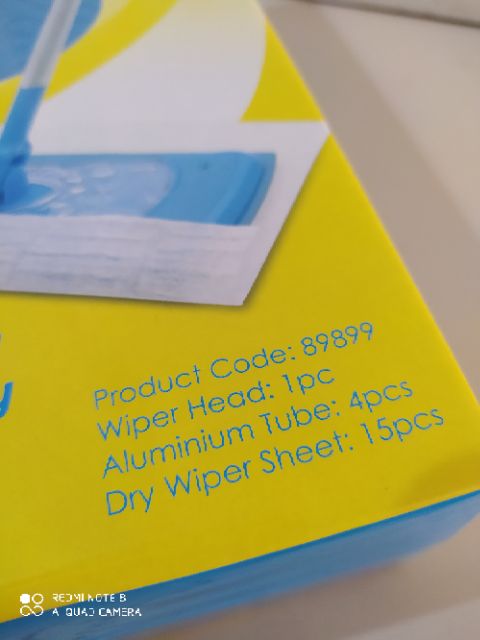 Product Code: 89899
Wiper Head: 1pc
Aluminium Tube: 4pcs
Dry Wiper Sheet: 15pcs
REDMI NOTE 8
AI QUAD CAMERA